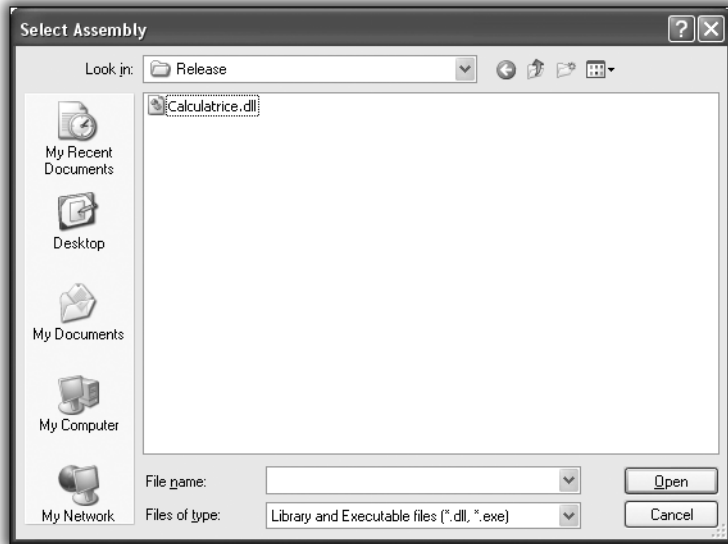 Select Assembly
Look in:
Release
Calculatrice.dll
My Recent
Documents
Desktop
My Documents
My Computer
My Network
File name:
Open
Files of type:
Library and Executable files (*.dll, *.exe)
Cancel